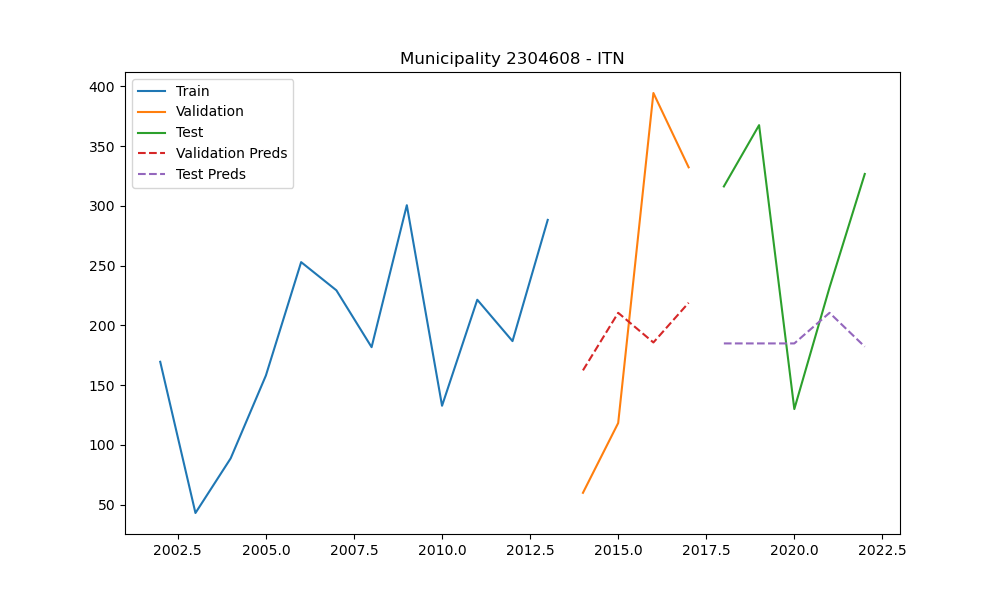 Municipality 2304608 - ITN
Train
Validation
Test
Validation Preds
Test Preds
400
350
300
250
200
150
100
50
2002.5 2005.0 2007.5 2010.0 2012.5 2015.0 2017.5 2020.0 2022.5